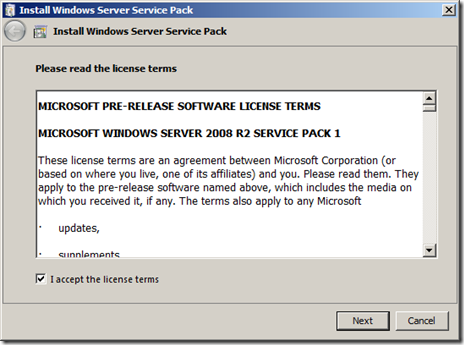 Install Windows Server Service Pack
Install Windows Server Service Pack
Please read the license terms
MICROSOFT PRE-RELEASE SOFTWARE LICENSE TERMS
MICROSOFT WINDOWS SERVER 2008 R2 SERVICE PACK 1
These license terms are an agreement between Microsoft Corporation (or
based on where you live, one of its affiliates) and you. Please read them. They
apply to the pre-release software named above, which includes the media on
which you received it, if any. The terms also apply to any Microsoft
· updates,
· supplements
I accept the license terms
Next
Cancel